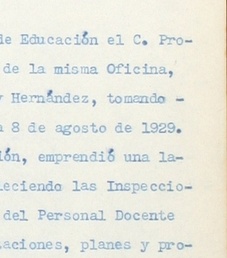 de Educación el C. Pro-
de la misma Oficina,
y Hernández, tomando -
a 8 de agosto de 1929.
ión, emprendió una la-
leciendo las Inspeccio-
del Personal Docente
aciones, planes y pro-